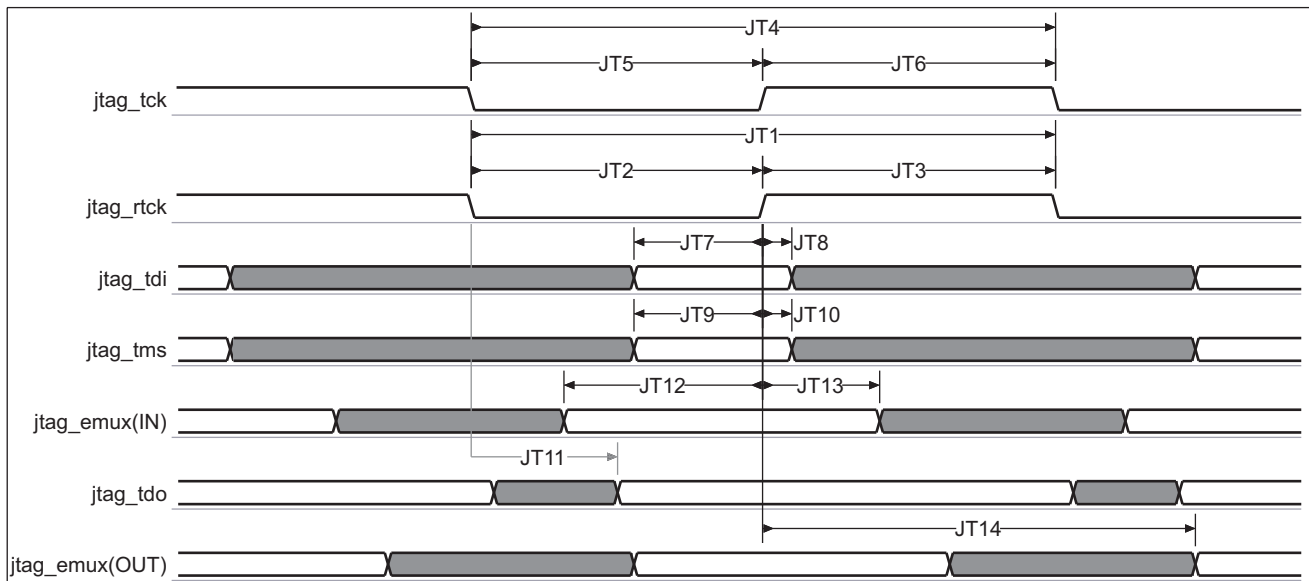 JT4
JT5 JT6
jtag_tck
JT1
JT2 JT3
jtag_rtck
JT7 JT8
jtag_tdi
JT9 JT10
jtag_tms
JT12 JT13
jtag_emux(IN)
JT11
jtag_tdo
JT14
jtag_emux(OUT)